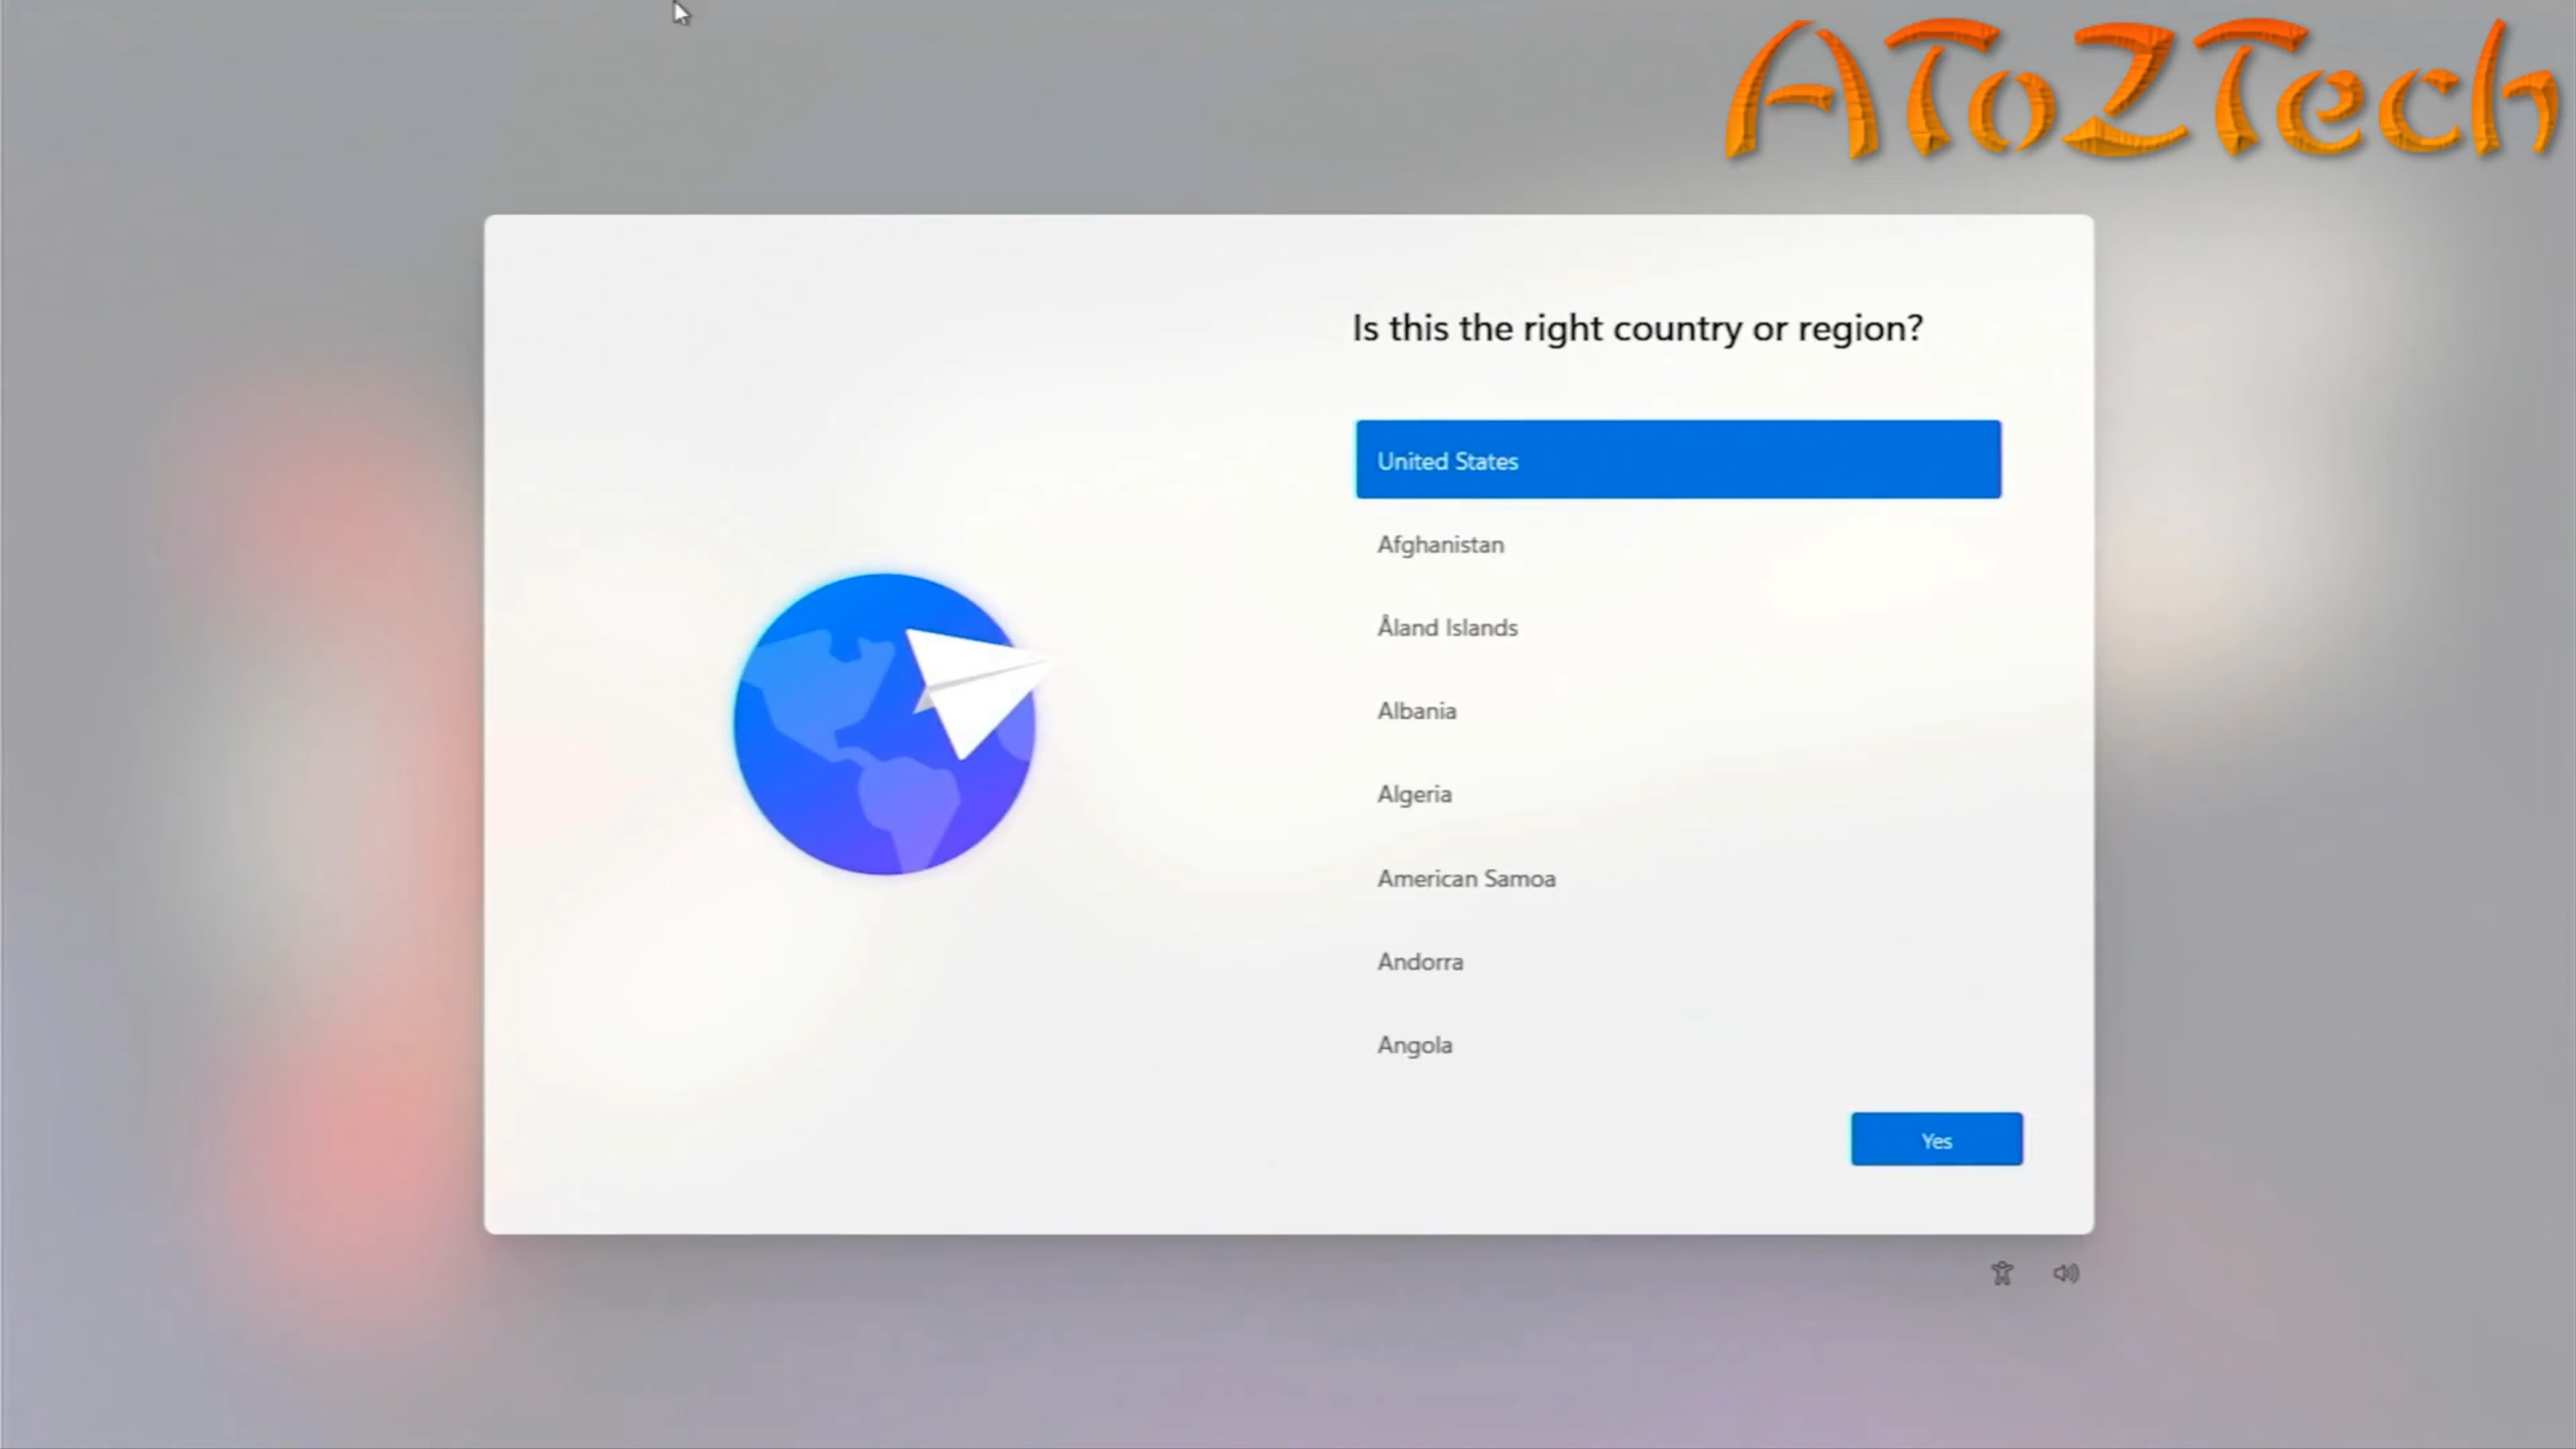 AToZTech
Is this the right country or region?
United States
Afghanistan
Åland Islands
Albania
Algeria
American Samoa
Andorra
Angola
Yes